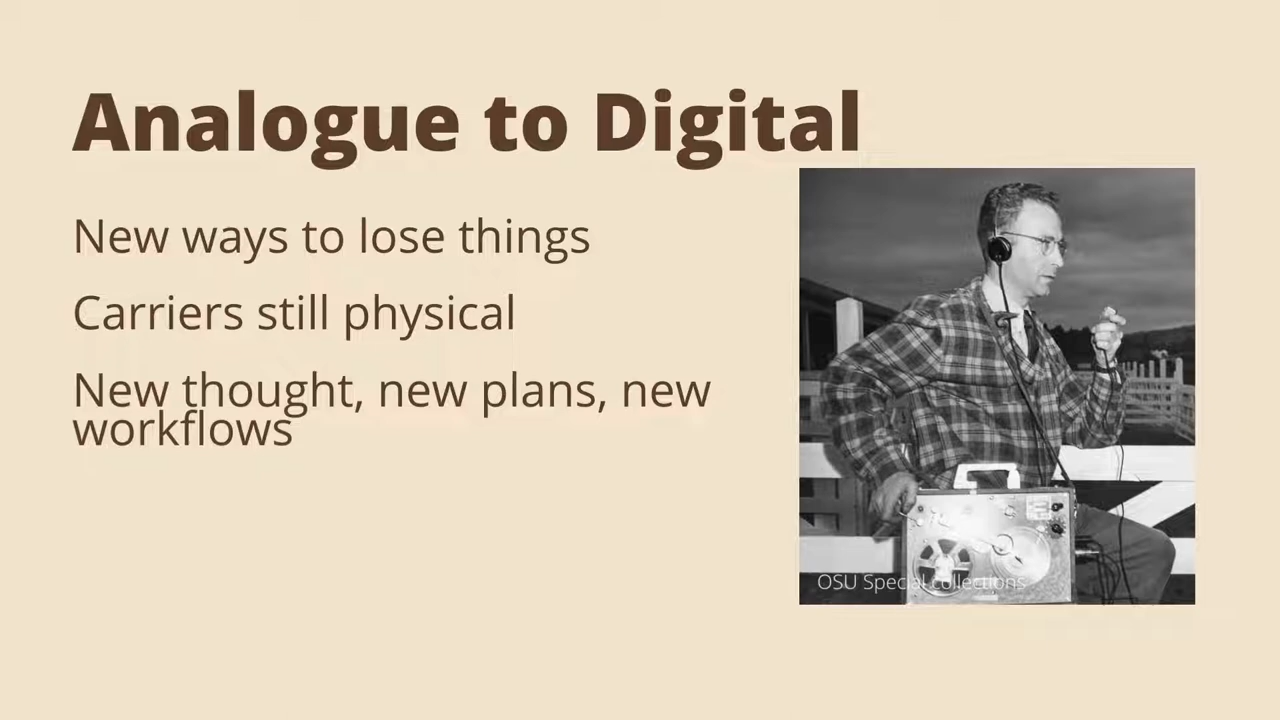 Analogue to Digital
New ways to lose things
Carriers still physical
New thought, new plans, new
workflows
OSU Special collections